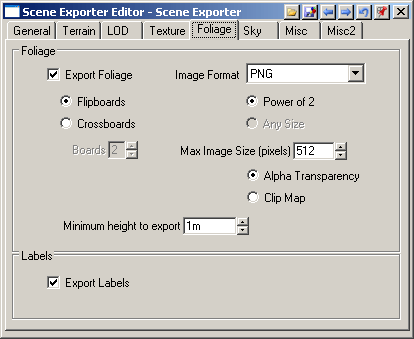 Scene Exporter Editor - Scene Exporter
General Terrain LOD Texture Foliage Sky Misc Misc2
Foliage
Export Foliage Image Format PNG
Flipboards Power of 2
Crossboards Any Size
Boards 2 Max Image Size (pixels) 512
Alpha Transparency
Clip Map
Minimum height to export 1m
Labels
Export Labels